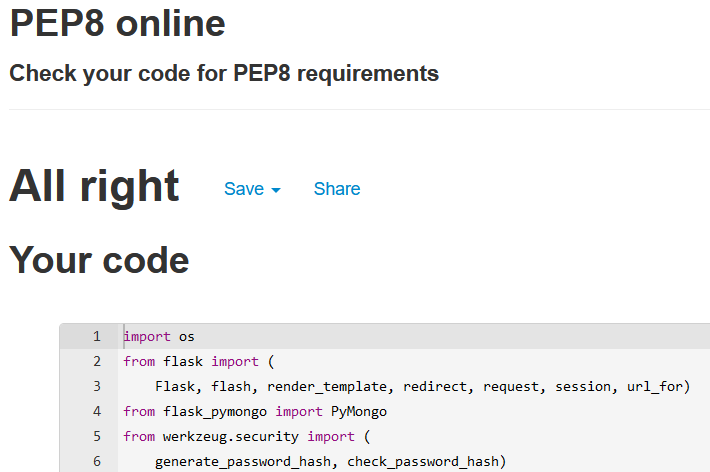 PEP8 online
Check your code for PEP8 requirements
All right Save Share
Your code
1 import os
2 from flask import (
3     Flask, flash, render_template, redirect, request, session, url_for)
4 from flask_pymongo import PyMongo
5 from werkzeug.security import (
6     generate_password_hash, check_password_hash)